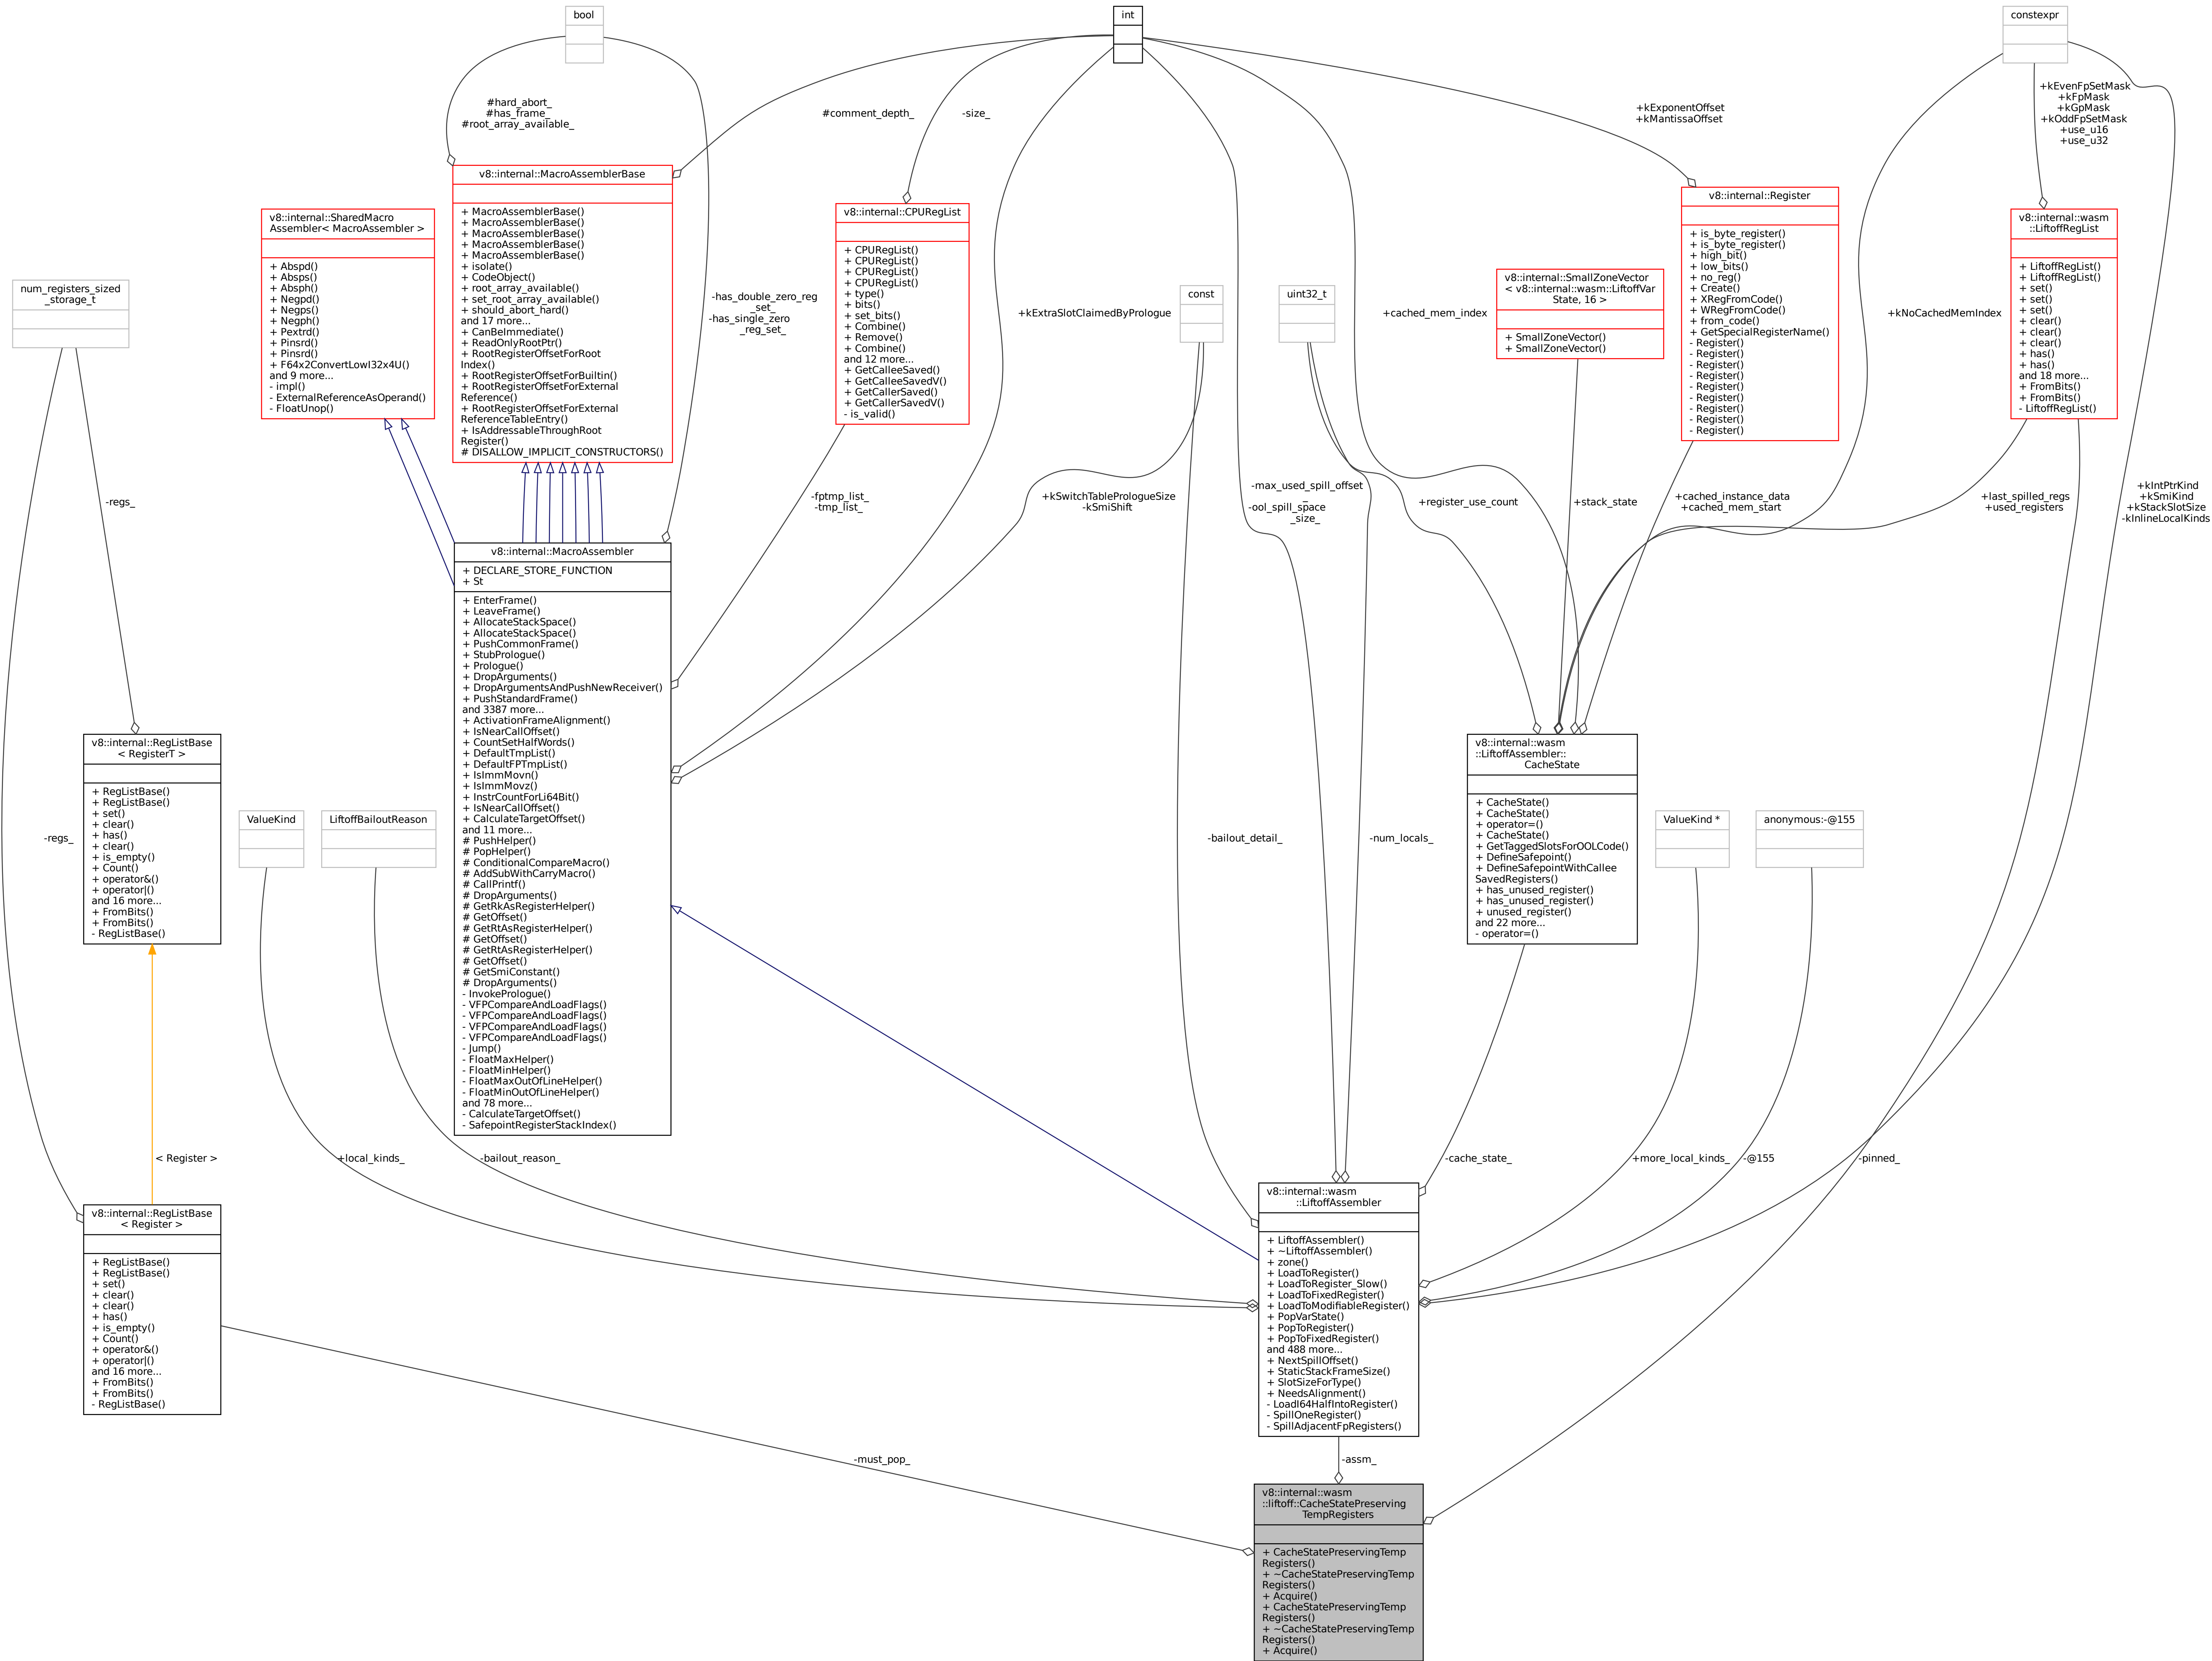 bool
int
constexpr
#hard_abort_
#has_frame_
#root_array_available_
#comment_depth_
-size_
+kExponentOffset
+kMantissaOffset
+kEvenFpSetMask
+kFpMask
+kGpMask
+kOddFpSetMask
+use_u16
+use_u32
v8::internal::MacroAssemblerBase
+ MacroAssemblerBase()
+ MacroAssemblerBase()
+ MacroAssemblerBase()
+ MacroAssemblerBase()
+ MacroAssemblerBase()
+ isolate()
+ CodeObject()
+ root_array_available()
+ set_root_array_available()
+ should_abort_hard()
and 17 more...
+ CanBeImmediate()
+ ReadOnlyRootPtr()
+ RootRegisterOffsetForRoot
Index()
+ RootRegisterOffsetForBuiltin()
+ RootRegisterOffsetForExternal
Reference()
+ RootRegisterOffsetForExternal
ReferenceTableEntry()
+ IsAddressableThroughRoot
Register()
# DISALLOW_IMPLICIT_CONSTRUCTORS()
v8::internal::SharedMacro
Assembler< MacroAssembler >
+ Abspd()
+ Absps()
+ Absph()
+ Negpd()
+ Negps()
+ Negph()
+ Pextrd()
+ Pinsrd()
+ Pinsrd()
+ F64x2ConvertLowI32x4U()
and 9 more...
- impl()
- ExternalReferenceAsOperand()
- FloatUnop()
v8::internal::CPURegList
+ CPURegList()
+ CPURegList()
+ CPURegList()
+ CPURegList()
+ type()
+ bits()
+ set_bits()
+ Combine()
+ Remove()
+ Combine()
and 12 more...
+ GetCalleeSaved()
+ GetCalleeSavedV()
+ GetCallerSaved()
+ GetCallerSavedV()
- is_valid()
v8::internal::Register
+ is_byte_register()
+ is_byte_register()
+ high_bit()
+ low_bits()
+ no_reg()
+ Create()
+ XRegFromCode()
+ WRegFromCode()
+ from_code()
+ GetSpecialRegisterName()
- Register()
- Register()
- Register()
- Register()
- Register()
- Register()
- Register()
- Register()
- Register()
v8::internal::wasm
::LiftoffRegList
+ LiftoffRegList()
+ LiftoffRegList()
+ set()
+ set()
+ set()
+ clear()
+ clear()
+ clear()
+ has()
+ has()
and 18 more...
+ FromBits()
+ FromBits()
- LiftoffRegList()
v8::internal::SmallZoneVector
< v8::internal::wasm::LiftoffVar
State, 16 >
+ SmallZoneVector()
+ SmallZoneVector()
num_registers_sized
_storage_t
const
uint32_t
-has_double_zero_reg
_set_
-has_single_zero
_reg_set_
+kExtraSlotClaimedByPrologue
+cached_mem_index
+kNoCachedMemIndex
-regs_
-fptmp_list_
-tmp_list_
+kSwitchTablePrologueSize
-kSmiShift
-max_used_spill_offset
_
-ool_spill_space
_size_
+register_use_count
+stack_state
+cached_instance_data
+cached_mem_start
+last_spilled_regs
+used_registers
+kIntPtrKind
+kSmiKind
+kStackSlotSize
-kInlineLocalKinds
v8::internal::MacroAssembler
+ DECLARE_STORE_FUNCTION
+ St
+ EnterFrame()
+ LeaveFrame()
+ AllocateStackSpace()
+ AllocateStackSpace()
+ PushCommonFrame()
+ StubPrologue()
+ Prologue()
+ DropArguments()
+ DropArgumentsAndPushNewReceiver()
+ PushStandardFrame()
and 3387 more...
+ ActivationFrameAlignment()
+ IsNearCallOffset()
+ CountSetHalfWords()
+ DefaultTmpList()
+ DefaultFPTmpList()
+ IsImmMovn()
+ IsImmMovz()
+ InstrCountForLi64Bit()
+ IsNearCallOffset()
+ CalculateTargetOffset()
and 11 more...
# PushHelper()
# PopHelper()
# ConditionalCompareMacro()
# AddSubWithCarryMacro()
# CallPrintf()
# DropArguments()
# GetRkAsRegisterHelper()
# GetOffset()
# GetRtAsRegisterHelper()
# GetOffset()
# GetRtAsRegisterHelper()
# GetOffset()
# GetSmiConstant()
# DropArguments()
- InvokePrologue()
- VFPCompareAndLoadFlags()
- VFPCompareAndLoadFlags()
- VFPCompareAndLoadFlags()
- VFPCompareAndLoadFlags()
- Jump()
- FloatMaxHelper()
- FloatMinHelper()
- FloatMaxOutOfLineHelper()
- FloatMinOutOfLineHelper()
and 78 more...
- CalculateTargetOffset()
- SafepointRegisterStackIndex()
v8::internal::RegListBase
< RegisterT >
+ RegListBase()
+ RegListBase()
+ set()
+ clear()
+ has()
+ clear()
+ is_empty()
+ Count()
+ operator&()
+ operator|()
and 16 more...
+ FromBits()
+ FromBits()
- RegListBase()
v8::internal::wasm
::LiftoffAssembler::
CacheState
+ CacheState()
+ CacheState()
+ operator=()
+ CacheState()
+ GetTaggedSlotsForOOLCode()
+ DefineSafepoint()
+ DefineSafepointWithCallee
SavedRegisters()
+ has_unused_register()
+ has_unused_register()
+ unused_register()
and 22 more...
- operator=()
ValueKind
LiftoffBailoutReason
ValueKind *
anonymous:-@155
-regs_
-bailout_detail_
-num_locals_
< Register >
+local_kinds_
-bailout_reason_
-cache_state_
+more_local_kinds_
-@155
-pinned_
v8::internal::RegListBase
< Register >
+ RegListBase()
+ RegListBase()
+ set()
+ clear()
+ clear()
+ has()
+ is_empty()
+ Count()
+ operator&()
+ operator|()
and 16 more...
+ FromBits()
+ FromBits()
- RegListBase()
v8::internal::wasm
::LiftoffAssembler
+ LiftoffAssembler()
+ ~LiftoffAssembler()
+ zone()
+ LoadToRegister()
+ LoadToRegister_Slow()
+ LoadToFixedRegister()
+ LoadToModifiableRegister()
+ PopVarState()
+ PopToRegister()
+ PopToFixedRegister()
and 488 more...
+ NextSpillOffset()
+ StaticStackFrameSize()
+ SlotSizeForType()
+ NeedsAlignment()
- LoadI64HalfIntoRegister()
- SpillOneRegister()
- SpillAdjacentFpRegisters()
-must_pop_
-assm_
v8::internal::wasm
::liftoff::CacheStatePreserving
TempRegisters
+ CacheStatePreservingTemp
Registers()
+ ~CacheStatePreservingTemp
Registers()
+ Acquire()
+ CacheStatePreservingTemp
Registers()
+ ~CacheStatePreservingTemp
Registers()
+ Acquire()